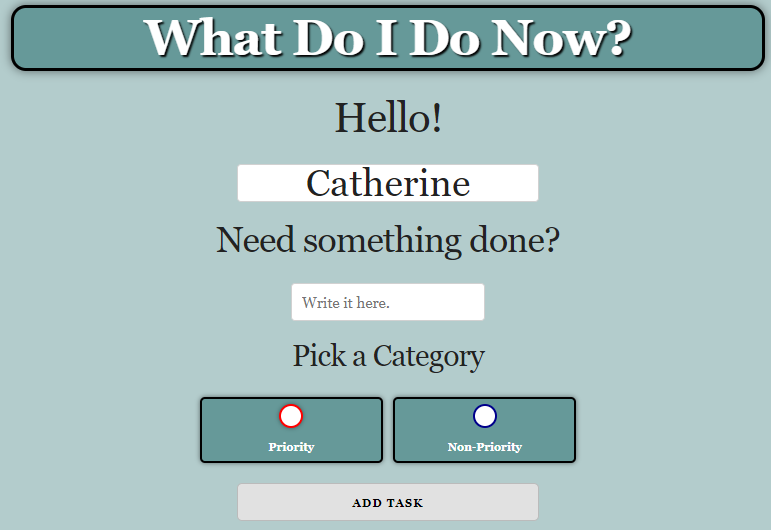 What Do I Do Now?
Hello!
Catherine
Need something done?
Write it here.
Pick a Category
Priority Non-Priority
ADD TASK